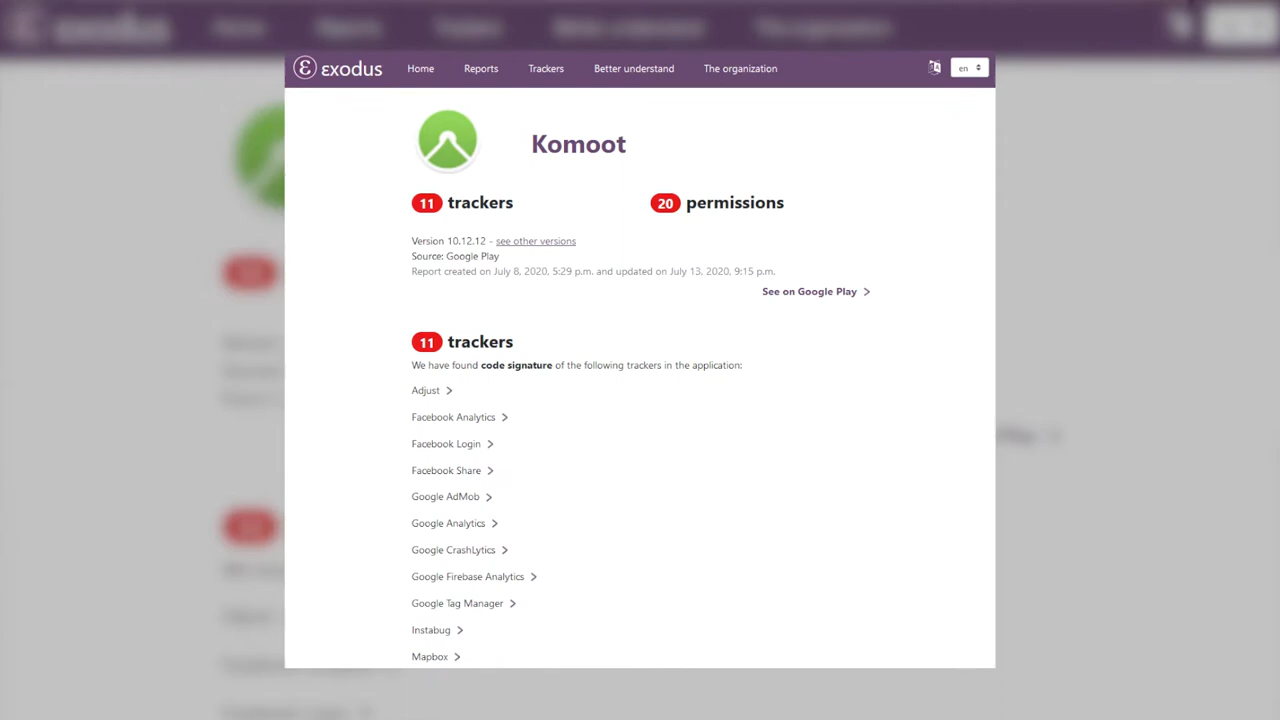 εxodus Home Reports Trackers Better understand The organization en
Komoot
11 trackers 20 permissions
Version 10.12.12 - see other versions
Source: Google Play
Report created on July 8, 2020, 5:29 p.m. and updated on July 13, 2020, 9:15 p.m.
See on Google Play
11 trackers
We have found code signature of the following trackers in the application:
Adjust
Facebook Analytics
Facebook Login
Facebook Share
Google AdMob
Google Analytics
Google CrashLytics
Google Firebase Analytics
Google Tag Manager
Instabug
Mapbox